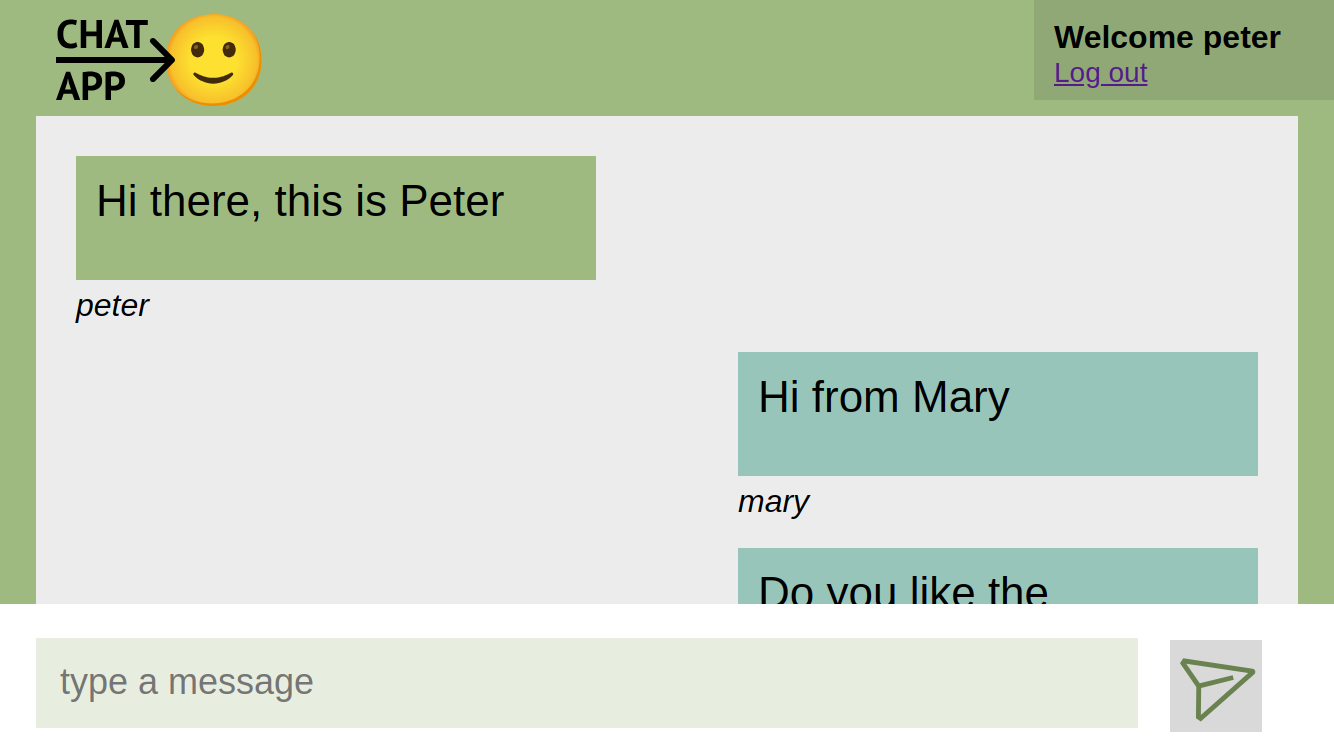 CHAT
APP
Welcome peter
Log out
Hi there, this is Peter
peter
Hi from Mary
mary
Do you like the
type a message